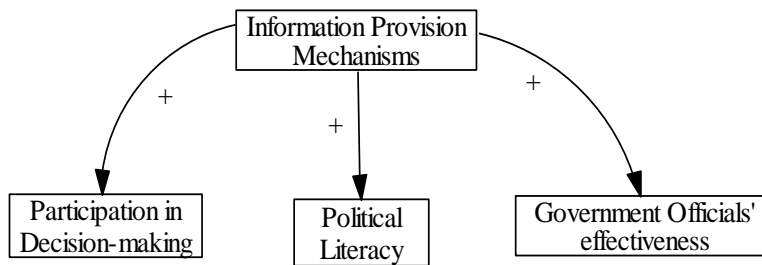 Information Provision
Mechanisms
+
+
+
Participation in
Decision-making
Political
Literacy
Government Officials'
effectiveness